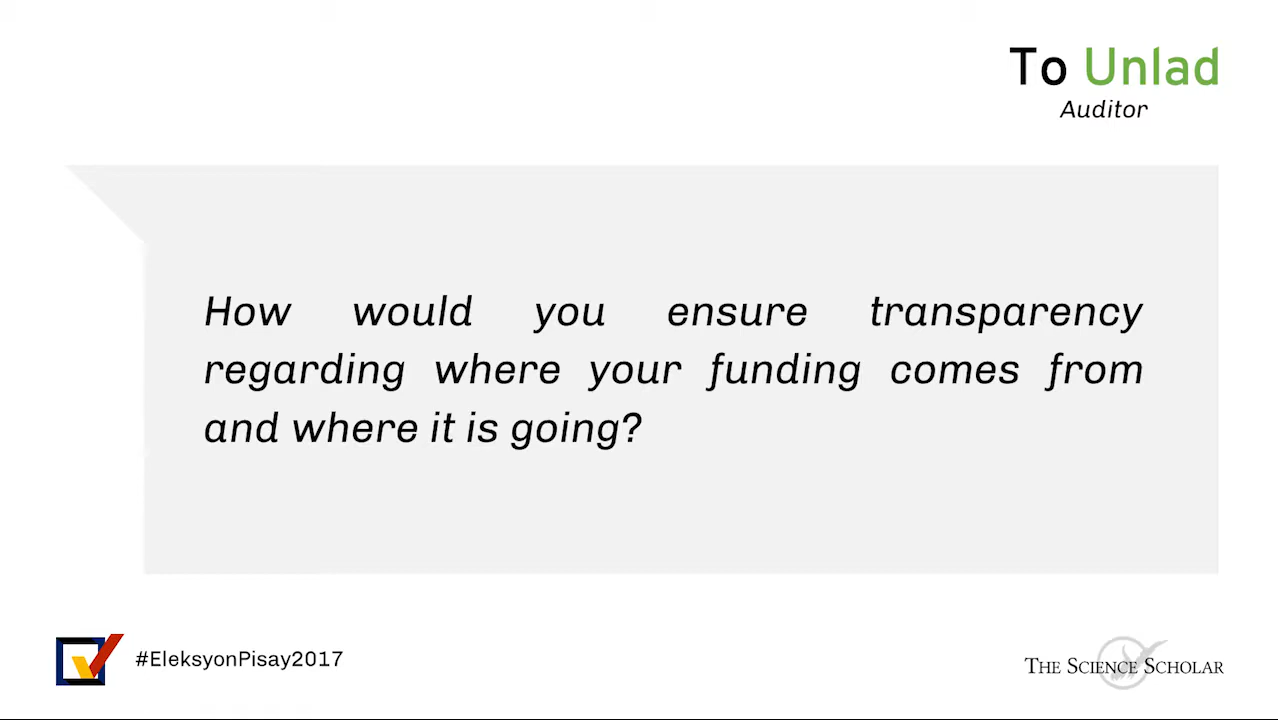 To Unlad
Auditor
How would you ensure transparency
regarding where your funding comes from
and where it is going?
#EleksyonPisay2017
THE SCIENCE SCHOLAR